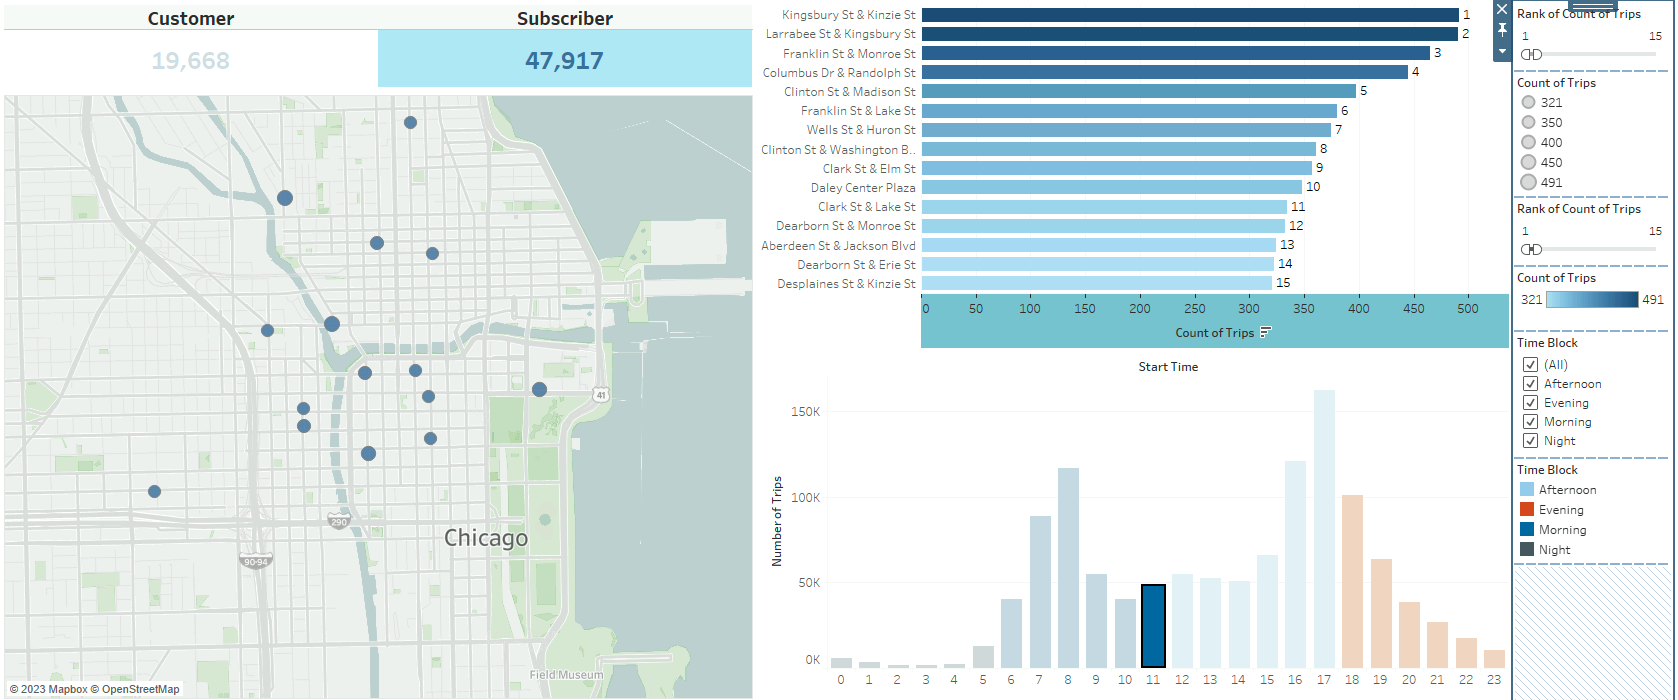 Customer
Subscriber
19,668
47,917
41
290
90-94
Chicago
Field Museum
© 2023 Mapbox © OpenStreetMap
Kingsbury St & Kinzie St
1
Larrabee St & Kingsbury St
2
Franklin St & Monroe St
3
Columbus Dr & Randolph St
4
Clinton St & Madison St
5
Franklin St & Lake St
6
Wells St & Huron St
7
Clinton St & Washington B..
8
Clark St & Elm St
9
Daley Center Plaza
10
Clark St & Lake St
11
Dearborn St & Monroe St
12
Aberdeen St & Jackson Blvd
13
Dearborn St & Erie St
14
Desplaines St & Kinzie St
15
0 50 100 150 200 250 300 350 400 450 500
Count of Trips
Start Time
Number of Trips
150K
100K
50K
0K
0 1 2 3 4 5 6 7 8 9 10 11 12 13 14 15 16 17 18 19 20 21 22 23
Rank of Count of Trips
1 15
Count of Trips
321
350
400
450
491
Rank of Count of Trips
1 15
Count of Trips
321 491
Time Block
(All)
Afternoon
Evening
Morning
Night
Time Block
Afternoon
Evening
Morning
Night